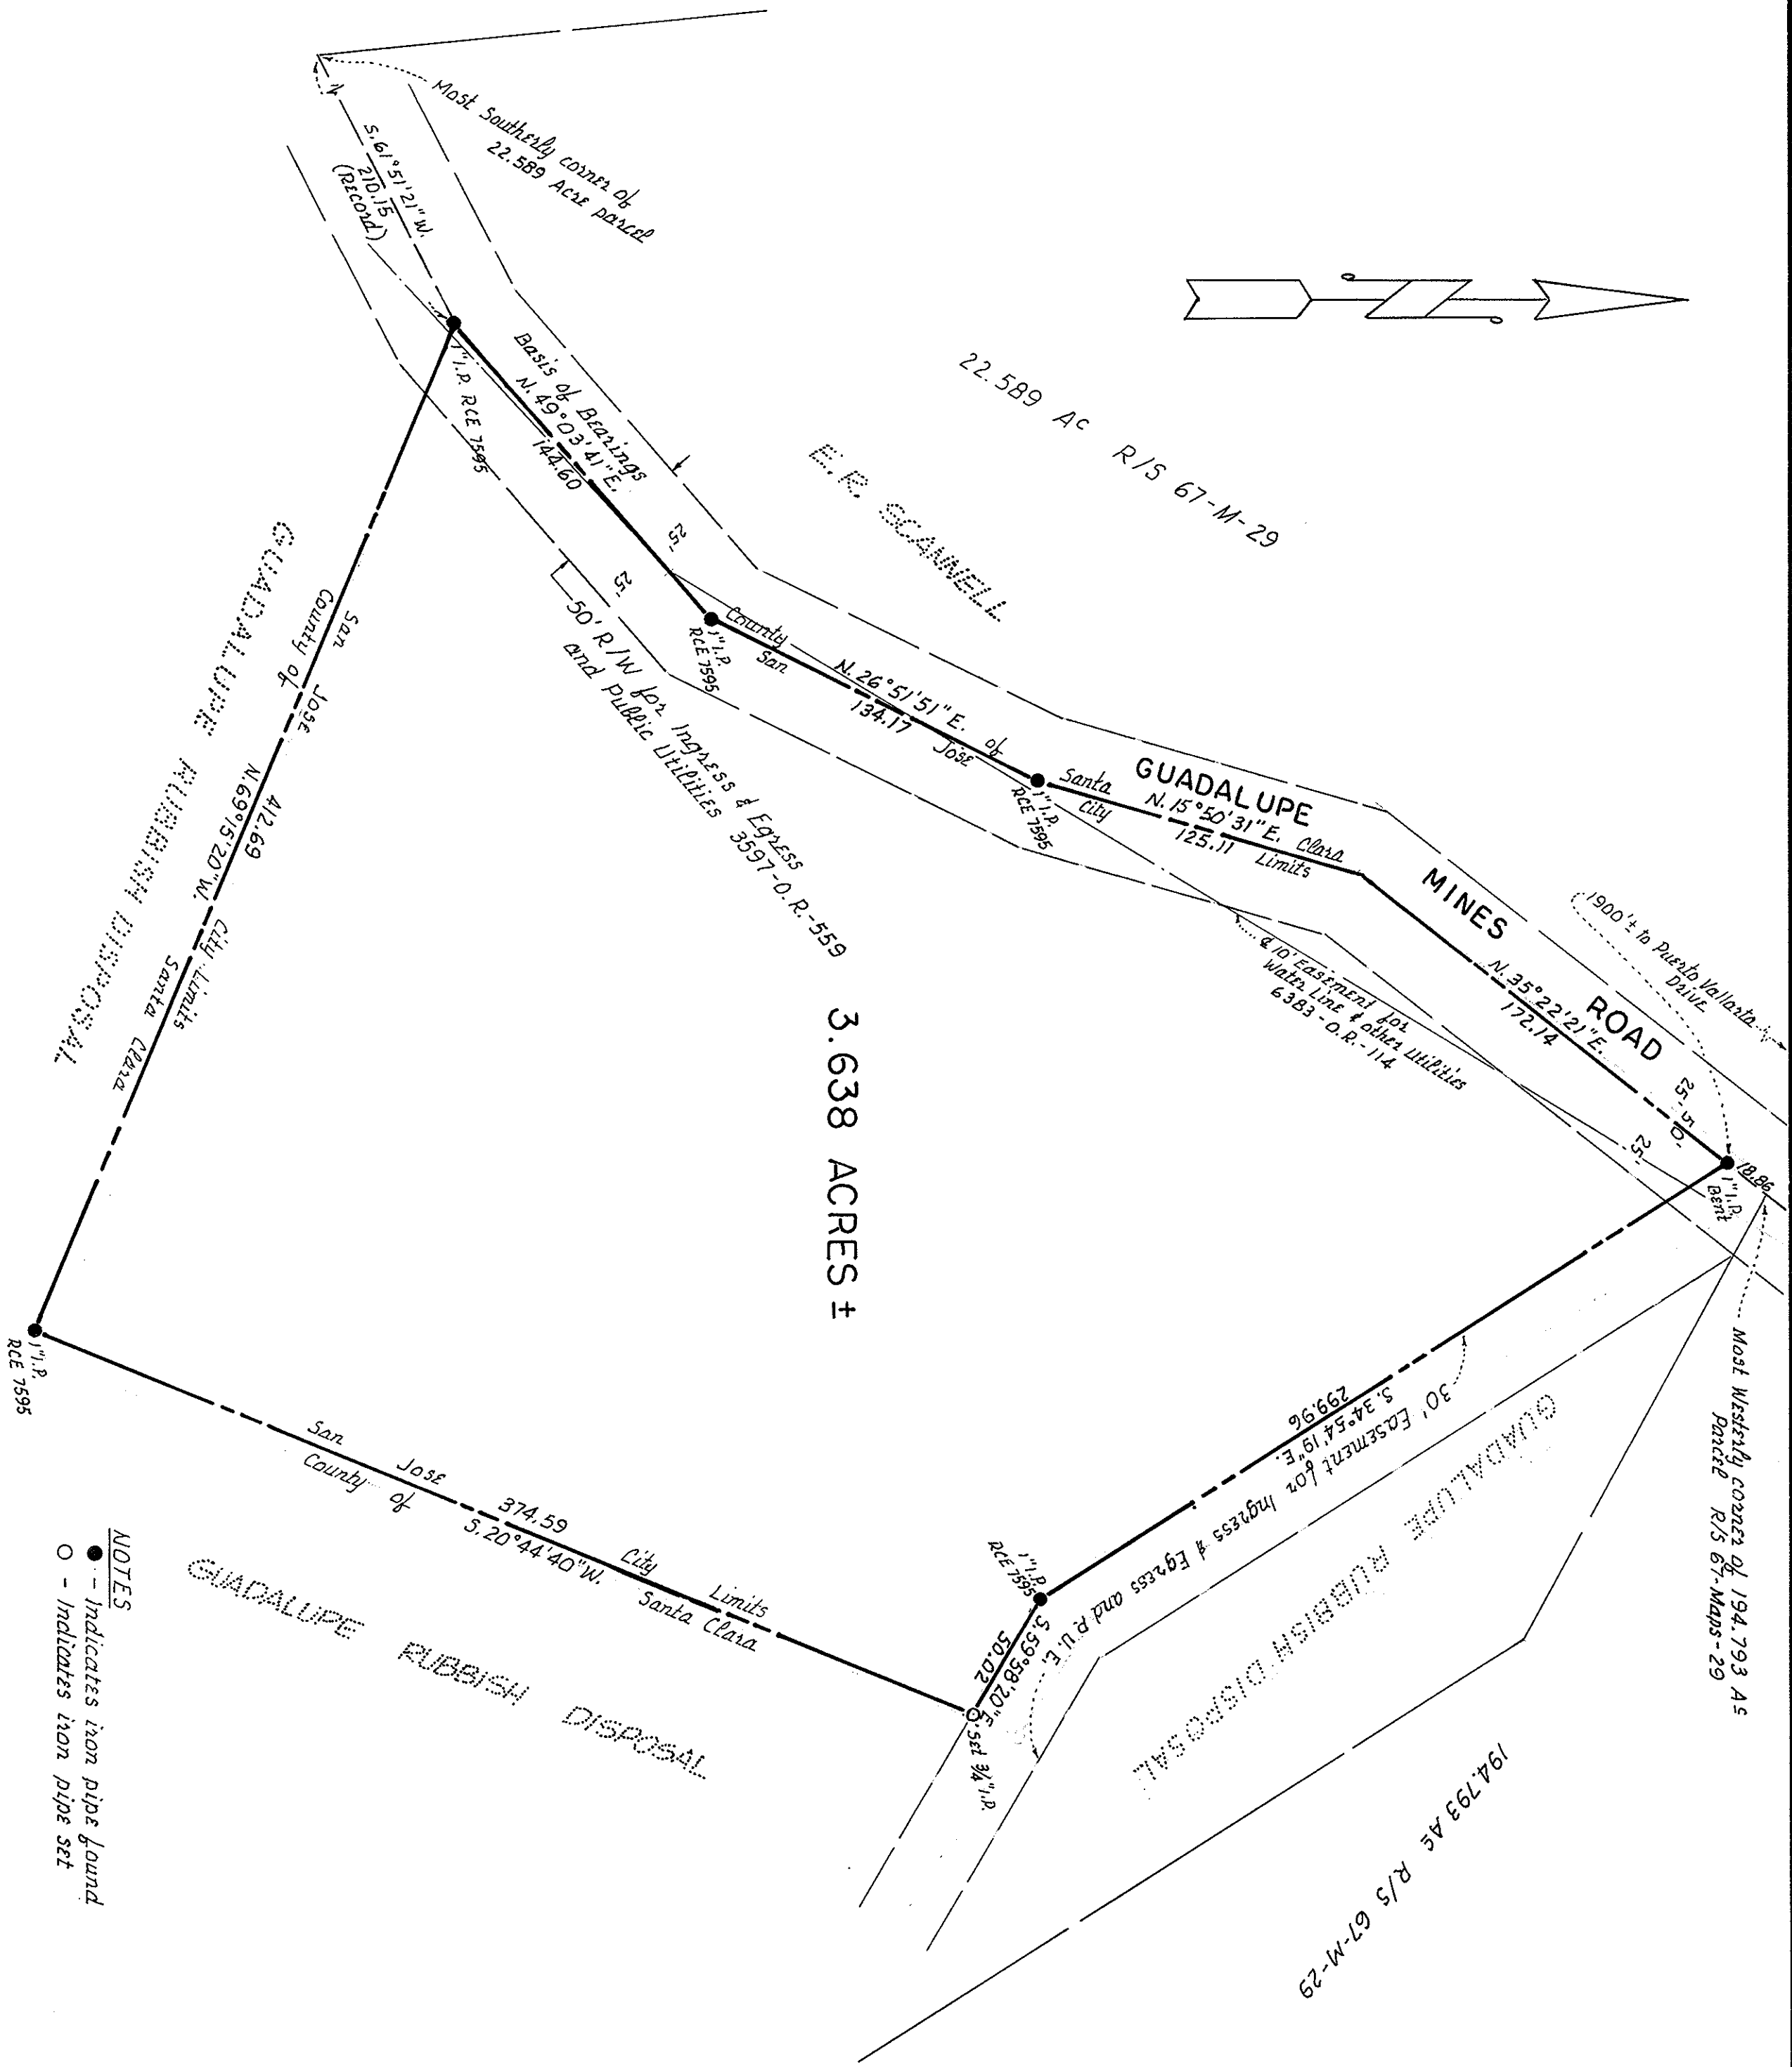 Most Southerly corner of
22.589 Acre parcel
S.61°51'21"W.
210.15
(RECORD)
1" I.P. RCE 7595
Basis of Bearings
N.49°03'41"E.
144.60
25-
25-
22.589 Ac R/S 67-M-29
E.R. SCANNELL
1" I.P.
RCE 7595
50' R/W for Ingress & Egress
and Public Utilities 3597-O.R.-559
County of Santa Clara
San Jose City Limits
N.26°51'51"E.
134.17
1" I.P.
RCE 7595
GUADALUPE MINES ROAD
N.15°50'31"E.
125.11
N.35°22'21"E.
172.14
₵ 10' Easement for
Water Line & other Utilities
6383-O.R.-114
1900'± to Puerto Vallarta
Drive
25-
50-
25-
18.86
1" I.P.
Bent
Most Westerly corner of 194.793 Ac
Parcel R/S 67-Maps-29
3.638 ACRES ±
299.96
S.34°54'19"E.
30' Easement for Ingress & Egress and P.U.E.
GUADALUPE RUBBISH DISPOSAL
1" I.P.
RCE 7595
S.59°58'20"E.
50.02
Set 3/4" I.P.
194.793 Ac R/S 67-M-29
San Jose City Limits
County of Santa Clara
374.59
S.20°44'40"W.
GUADALUPE RUBBISH DISPOSAL
1" I.P.
RCE 7595
San Jose City Limits
County of Santa Clara
412.69
N.69°15'20"W.
GUADALUPE RUBBISH DISPOSAL
NOTES
● - Indicates iron pipe found
○ - Indicates iron pipe set